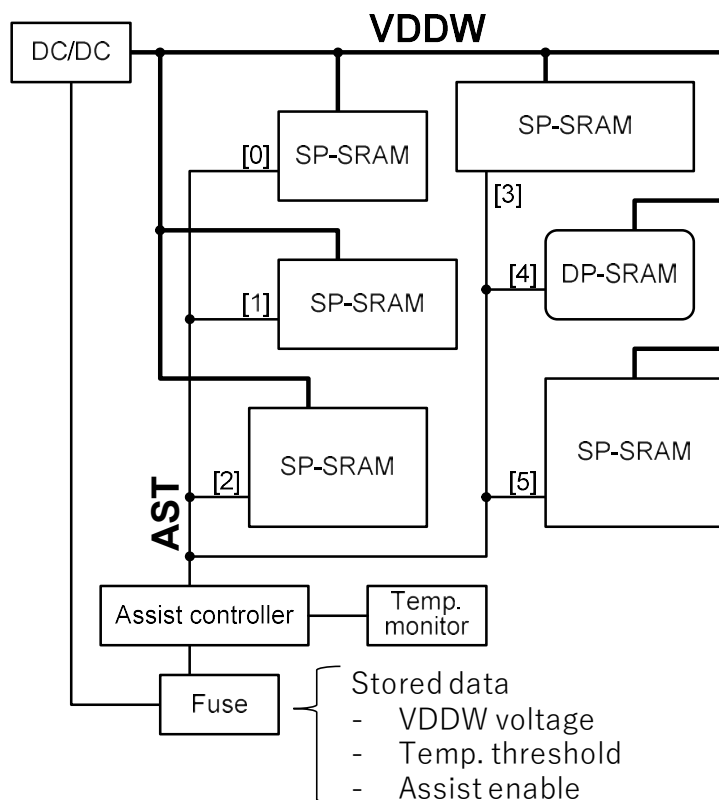 VDDW
DC/DC
SP-SRAM
[0]
SP-SRAM
[3]
[4]
DP-SRAM
[1]
SP-SRAM
SP-SRAM
[2]
SP-SRAM
[5]
AST
Assist controller
Temp.
monitor
Fuse
Stored data
- VDDW voltage
- Temp. threshold
- Assist enable